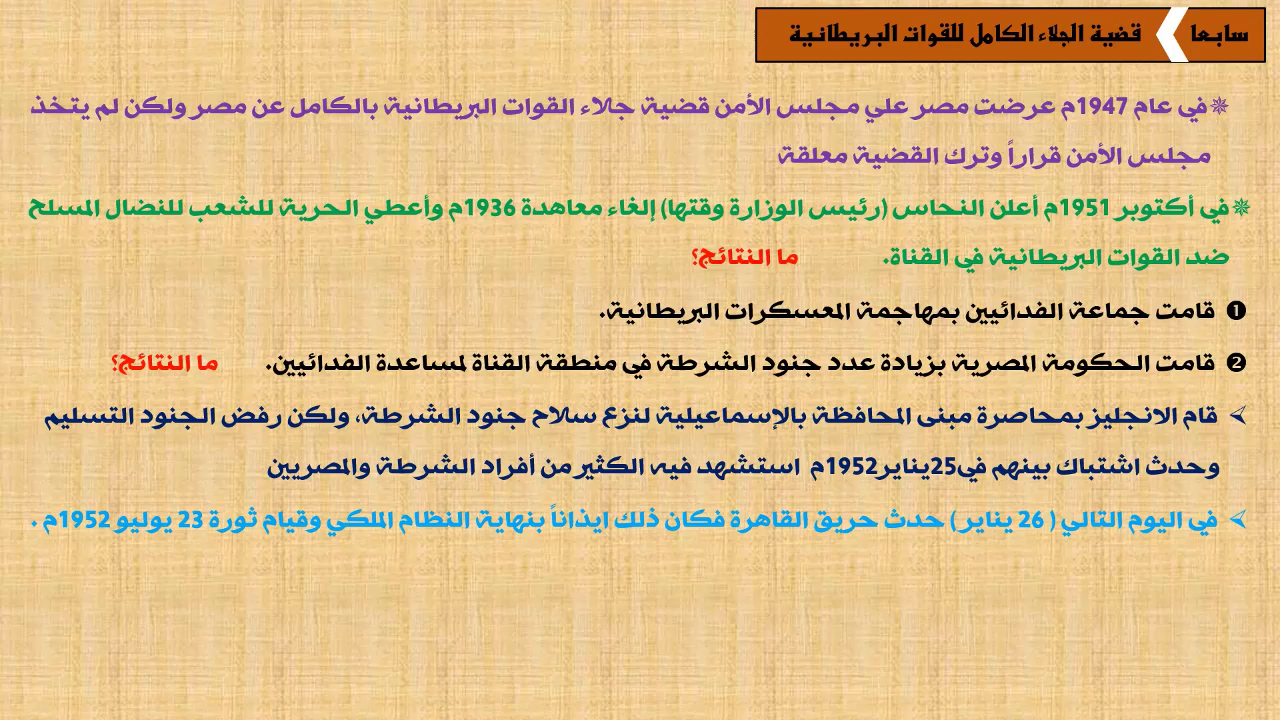 سابعا قضية الجلاء الكامل للقوات البريطانية
✵في عام 1947م عرضت مصر علي مجلس الأمن قضية جلاء القوات البريطانية بالكامل عن مصر ولكن لم يتخذ
مجلس الأمن قراراً وترك القضية معلقة
✵في أكتوبر 1951م أعلن النحاس (رئيس الوزارة وقتها) إلغاء معاهدة 1936م وأعطي الحرية للشعب للنضال المسلح
ضد القوات البريطانية في القناة. ما النتائج؟
❶ قامت جماعة الفدائيين بمهاجمة المعسكرات البريطانية.
❷ قامت الحكومة المصرية بزيادة عدد جنود الشرطة في منطقة القناة لمساعدة الفدائيين. ما النتائج؟
⮘ قام الانجليز بمحاصرة مبنى المحافظة بالإسماعيلية لنزع سلاح جنود الشرطة، ولكن رفض الجنود التسليم
وحدث اشتباك بينهم في25يناير1952م استشهد فيه الكثير من أفراد الشرطة والمصريين
⮘ في اليوم التالي ( 26 يناير ) حدث حريق القاهرة فكان ذلك ايذاناً بنهاية النظام الملكي وقيام ثورة 23 يوليو 1952م .